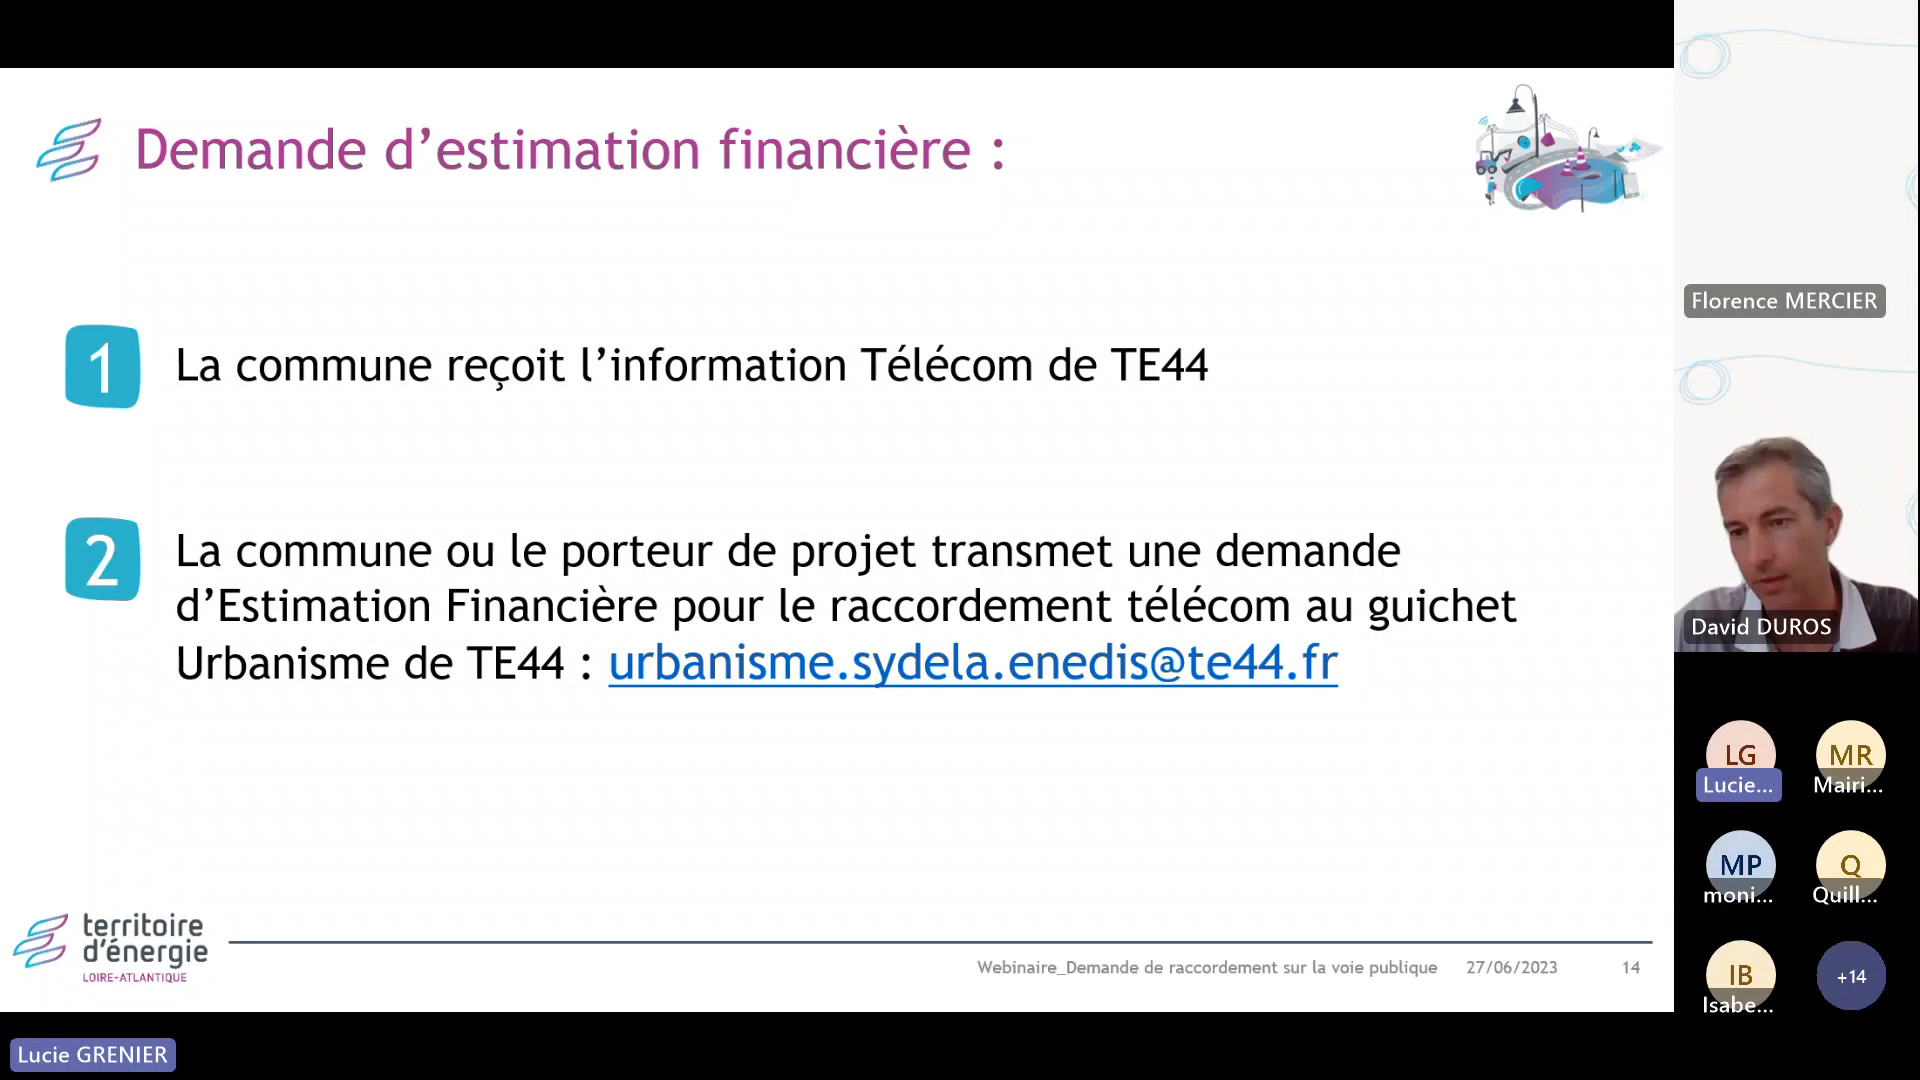 Demande d’estimation financière :
1
La commune reçoit l’information Télécom de TE44
2
La commune ou le porteur de projet transmet une demande
d’Estimation Financière pour le raccordement télécom au guichet
Urbanisme de TE44 : urbanisme.sydela.enedis@te44.fr
territoire
d’énergie
LOIRE-ATLANTIQUE
Webinaire_Demande de raccordement sur la voie publique 27/06/2023 14
Lucie GRENIER
Florence MERCIER
David DUROS
LG
Lucie...
MR
Mairi...
MP
moni...
Q
Quill...
IB
Isabe...
+14